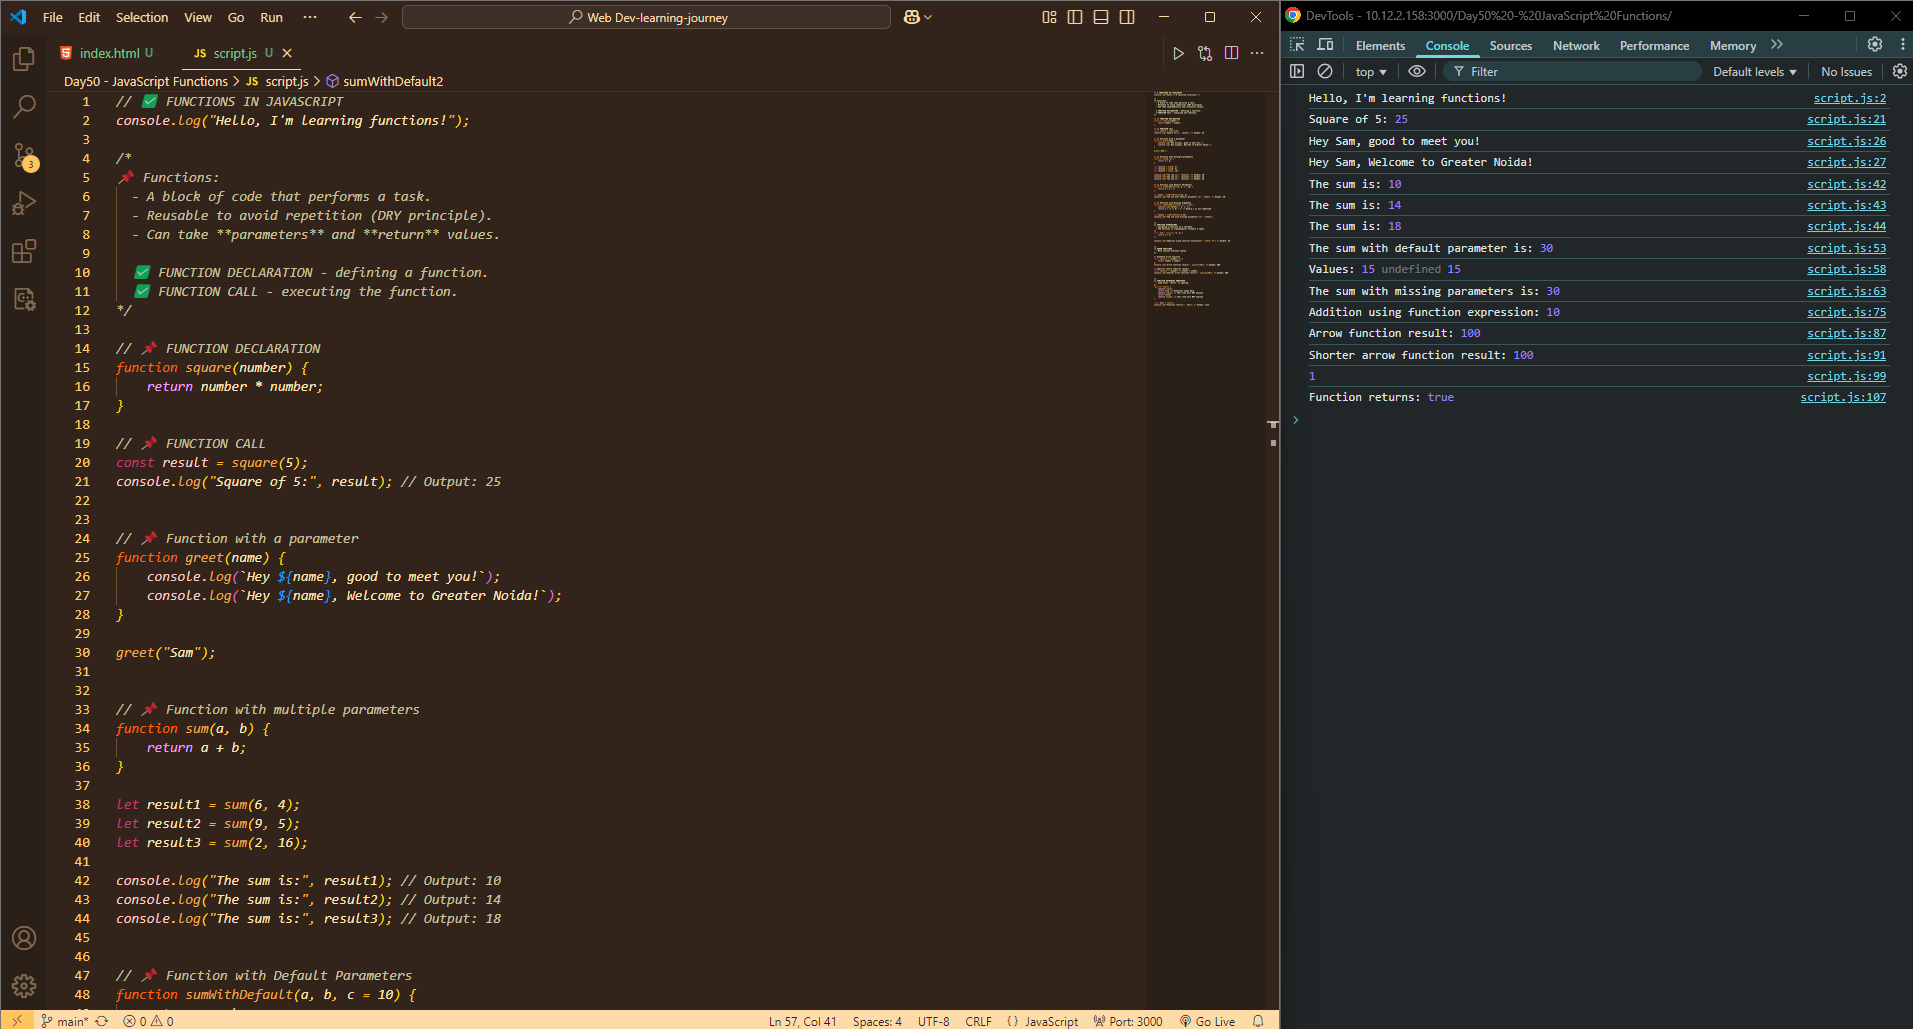 File Edit Selection View Go Run ··· Web Dev-learning-journey
index.html U JS script.js U
Day50 - JavaScript Functions > JS script.js > sumWithDefault2
1 // ✅ FUNCTIONS IN JAVASCRIPT
2 console.log("Hello, I'm learning functions!");
3
4 /*
5 📌 Functions:
6 - A block of code that performs a task.
7 - Reusable to avoid repetition (DRY principle).
8 - Can take **parameters** and **return** values.
9
10 ✅ FUNCTION DECLARATION - defining a function.
11 ✅ FUNCTION CALL - executing the function.
12 */
13
14 // 📌 FUNCTION DECLARATION
15 function square(number) {
16 return number * number;
17 }
18
19 // 📌 FUNCTION CALL
20 const result = square(5);
21 console.log("Square of 5:", result); // Output: 25
22
23
24 // 📌 Function with a parameter
25 function greet(name) {
26 console.log(`Hey ${name}, good to meet you!`);
27 console.log(`Hey ${name}, Welcome to Greater Noida!`);
28 }
29
30 greet("Sam");
31
32
33 // 📌 Function with multiple parameters
34 function sum(a, b) {
35 return a + b;
36 }
37
38 let result1 = sum(6, 4);
39 let result2 = sum(9, 5);
40 let result3 = sum(2, 16);
41
42 console.log("The sum is:", result1); // Output: 10
43 console.log("The sum is:", result2); // Output: 14
44 console.log("The sum is:", result3); // Output: 18
45
46
47 // 📌 Function with Default Parameters
48 function sumWithDefault(a, b, c = 10) {
3
main* 0 0 Ln 57, Col 41 Spaces: 4 UTF-8 CRLF {} JavaScript Port: 3000 Go Live
DevTools - 10.12.2.158:3000/Day50%20-%20JavaScript%20Functions/
Elements Console Sources Network Performance Memory
top Filter Default levels No Issues
Hello, I'm learning functions! script.js:2
Square of 5: 25 script.js:21
Hey Sam, good to meet you! script.js:26
Hey Sam, Welcome to Greater Noida! script.js:27
The sum is: 10 script.js:42
The sum is: 14 script.js:43
The sum is: 18 script.js:44
The sum with default parameter is: 30 script.js:53
Values: 15 undefined 15 script.js:58
The sum with missing parameters is: 30 script.js:63
Addition using function expression: 10 script.js:75
Arrow function result: 100 script.js:87
Shorter arrow function result: 100 script.js:91
1 script.js:99
Function returns: true script.js:107